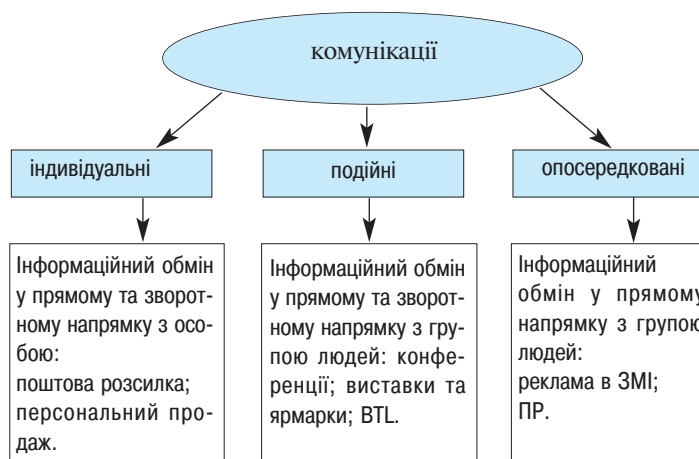 комунікації
індивідуальні
подійні
опосередковані
Інформаційний обмін
у прямому та зворот-
ному напрямку з осо-
бою:
поштова розсилка;
персональний про-
даж.
Інформаційний обмін
у прямому та зворот-
ному напрямку з гру-
пою людей: конфе-
ренції; виставки та
ярмарки; BTL.
Інформаційний
обмін у прямому
напрямку з групою
людей:
реклама в ЗМІ;
ПР.